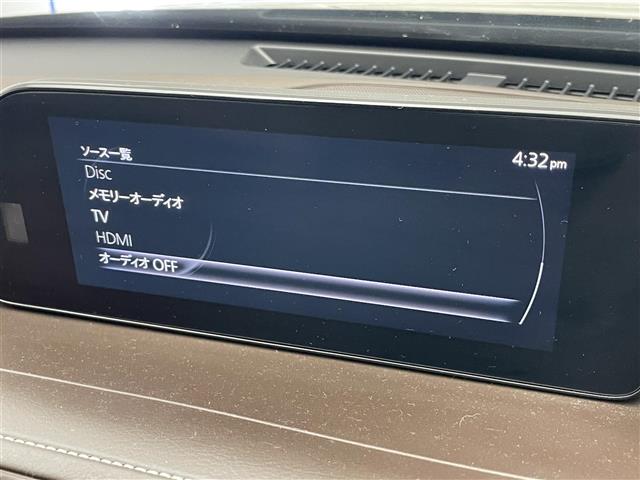 ソース一覧
4:32pm
Disc
メモリーオーディオ
TV
HDMI
オーディオ OFF